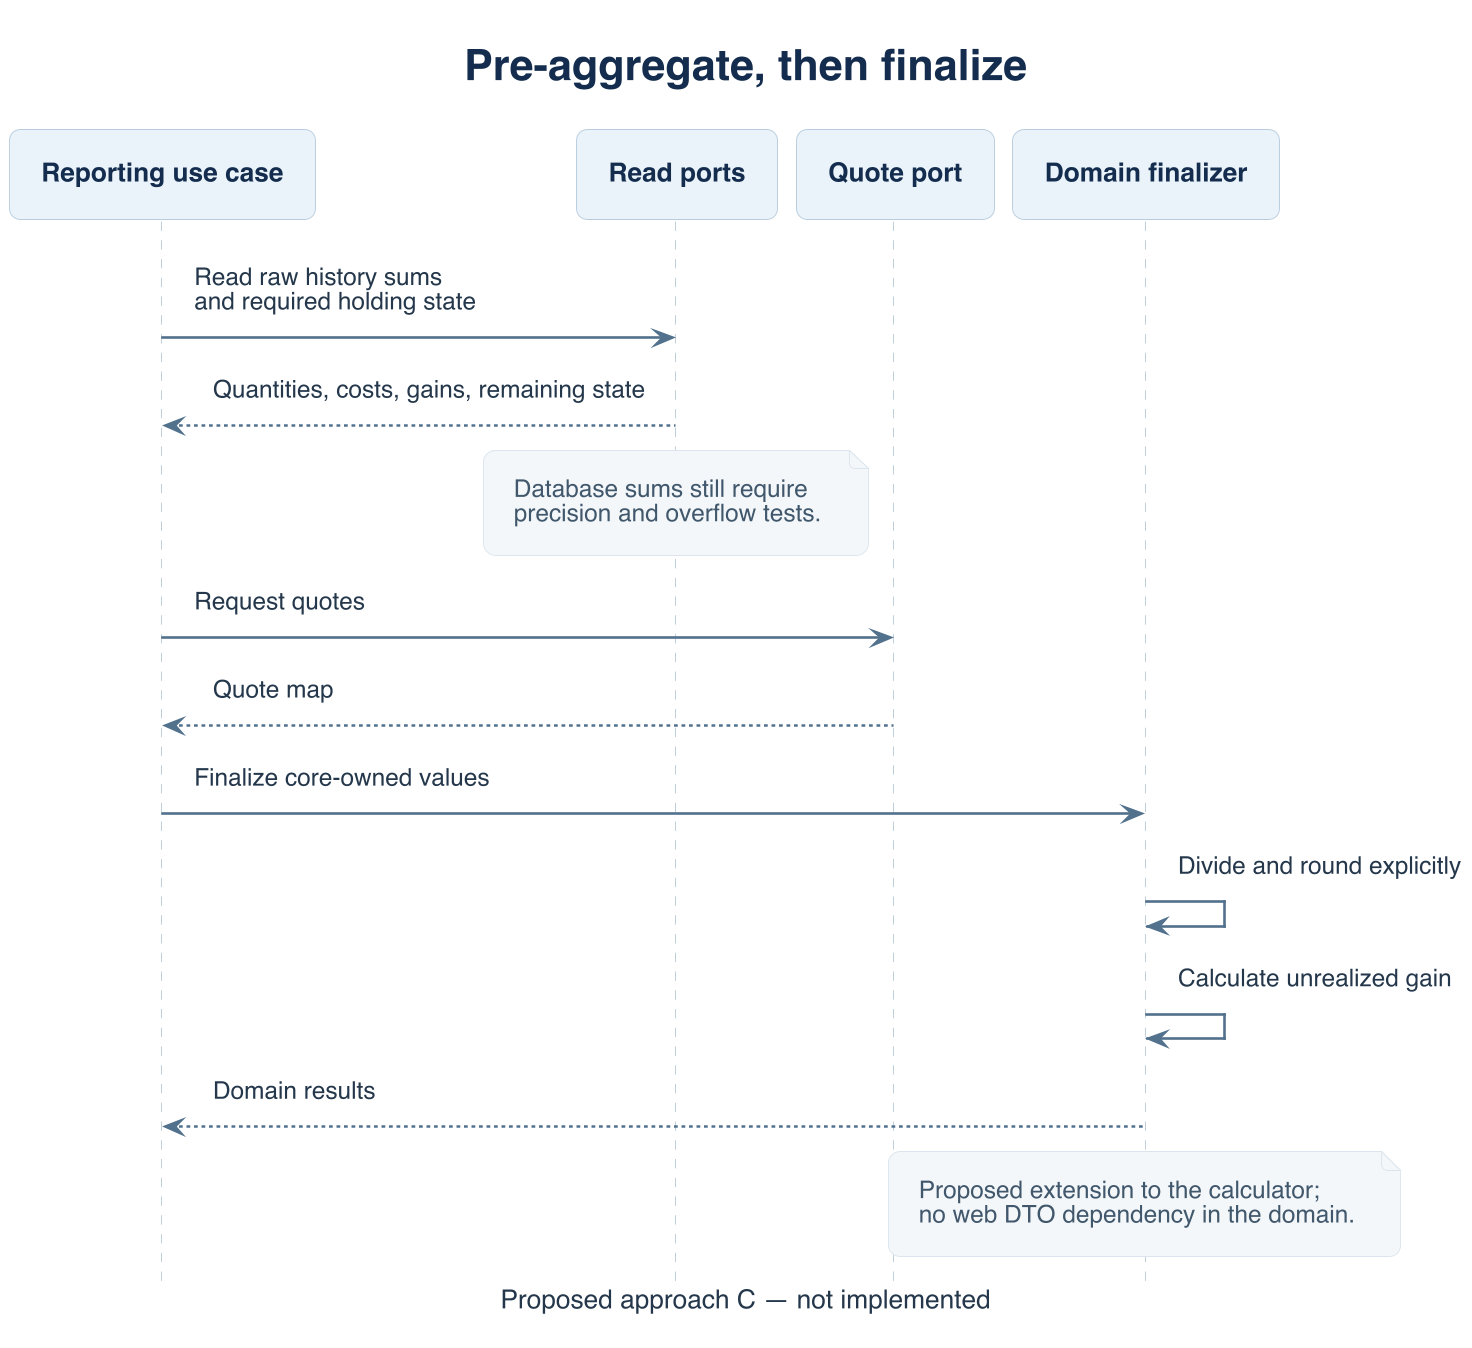 Pre-aggregate, then finalize
Reporting use case
Read ports
Quote port
Domain finalizer
Read raw history sums
and required holding state
Quantities, costs, gains, remaining state
Database sums still require
precision and overflow tests.
Request quotes
Quote map
Finalize core-owned values
Divide and round explicitly
Calculate unrealized gain
Domain results
Proposed extension to the calculator;
no web DTO dependency in the domain.
Proposed approach C — not implemented